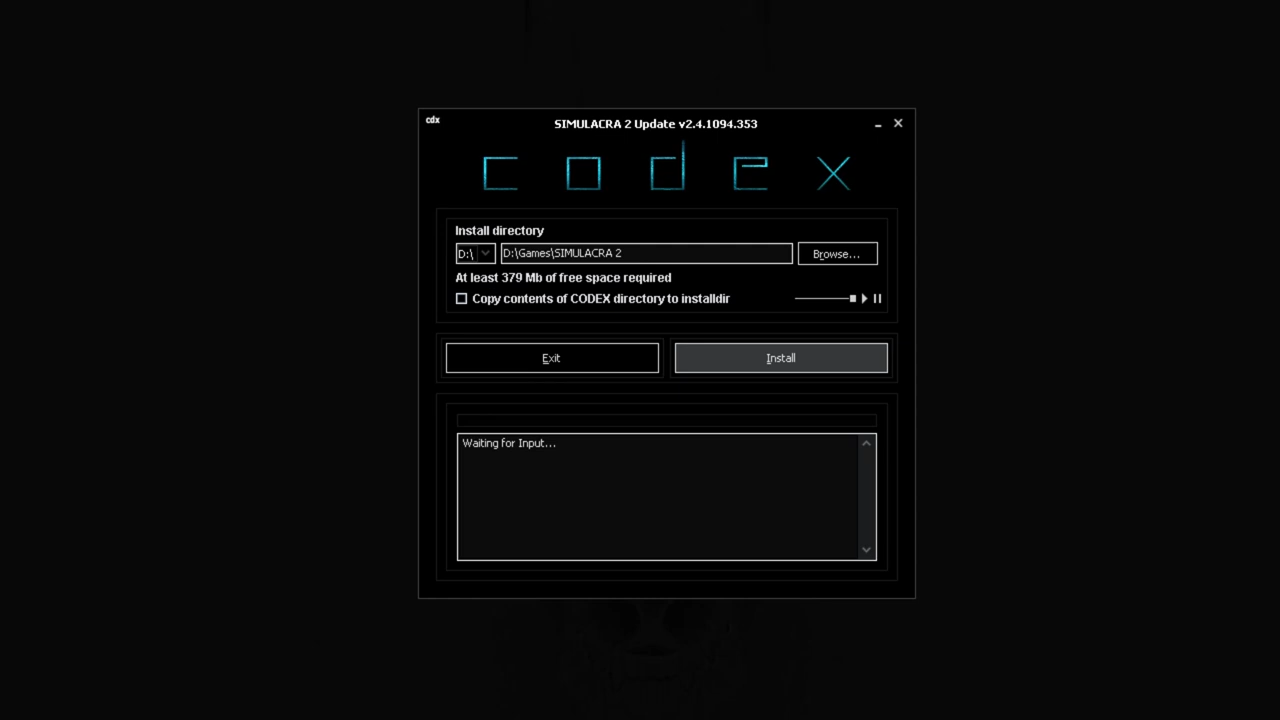 cdx
SIMULACRA 2 Update v2.4.1094.353
codex
Install directory
D:\ D:\Games\SIMULACRA 2 Browse...
At least 379 Mb of free space required
Copy contents of CODEX directory to installdir
Exit Install
Waiting for Input...